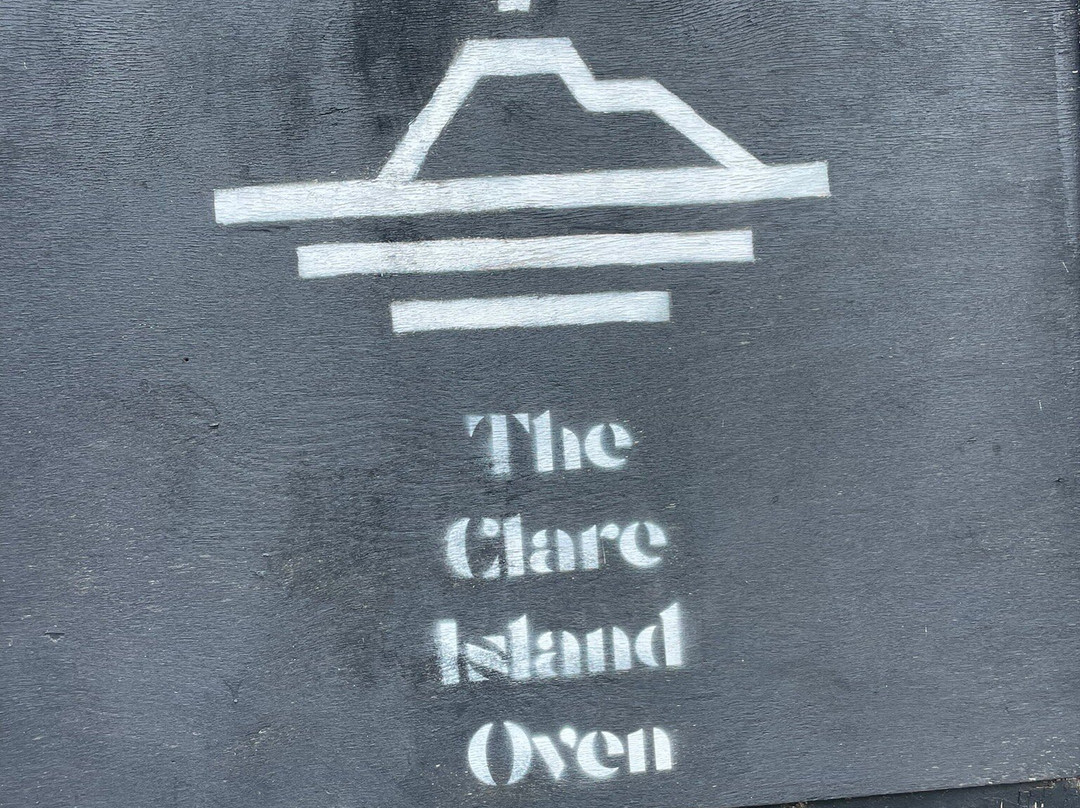 The
Clare
Island
Oven